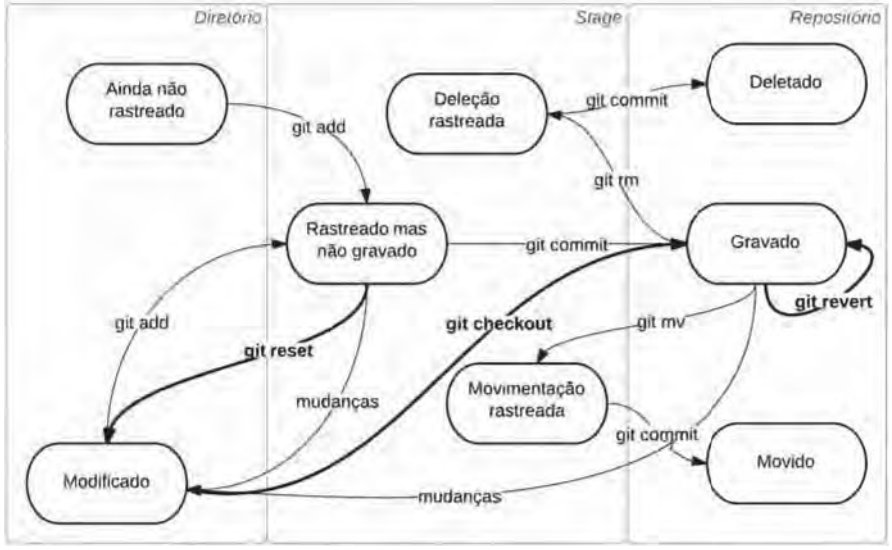 Diretório
Stage
Repositório
Ainda não
rastreado
Deleção
rastreada
Deletado
git commit
git add
git rm
Rastreado mas
não gravado
git commit
Gravado
git add
git reset
git checkout
git mv
git revert
mudanças
Movimentação
rastreada
git commit
Modificado
mudanças
Movido